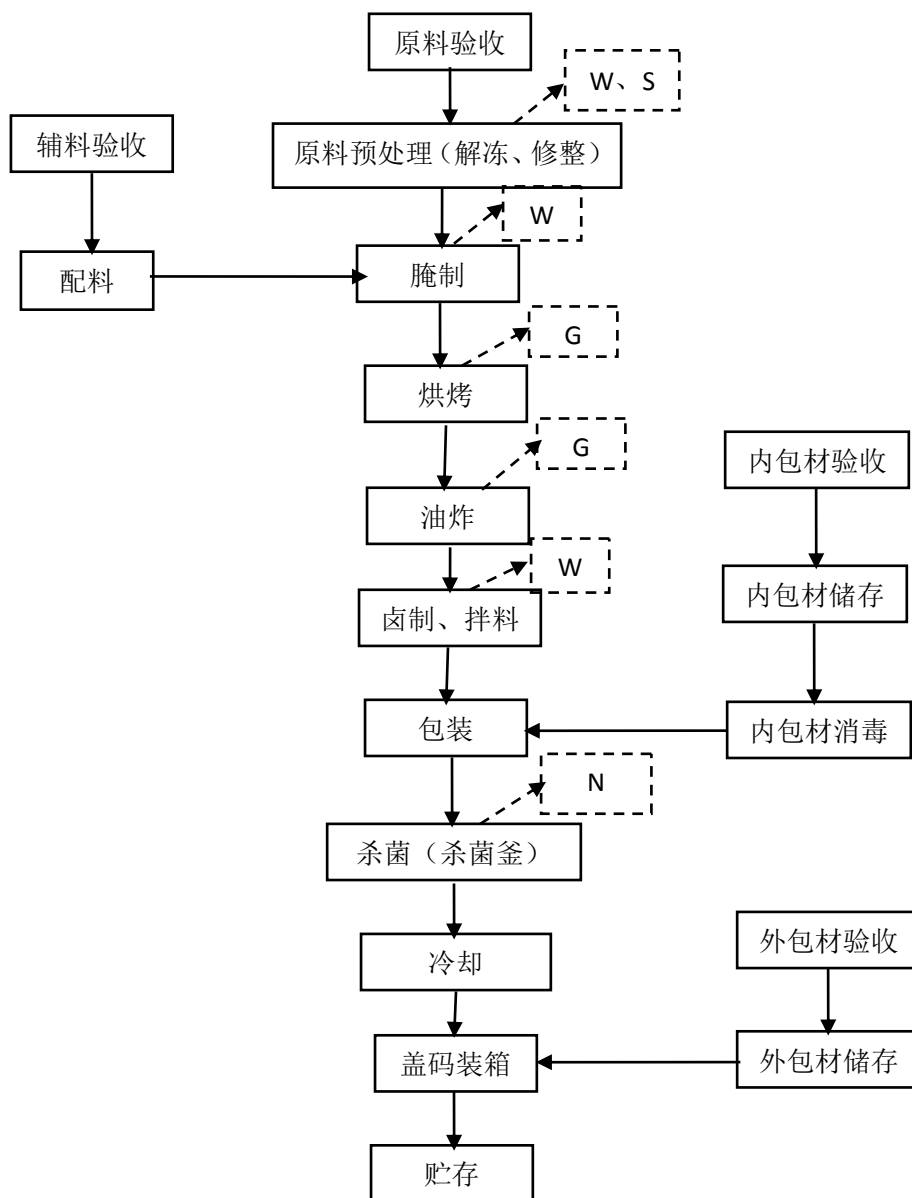 原料验收
W、S
辅料验收
原料预处理（解冻、修整）
W
配料
腌制
G
烘烤
G
内包材验收
油炸
W
内包材储存
卤制、拌料
包装
内包材消毒
N
杀菌（杀菌釜）
外包材验收
冷却
盖码装箱
外包材储存
贮存